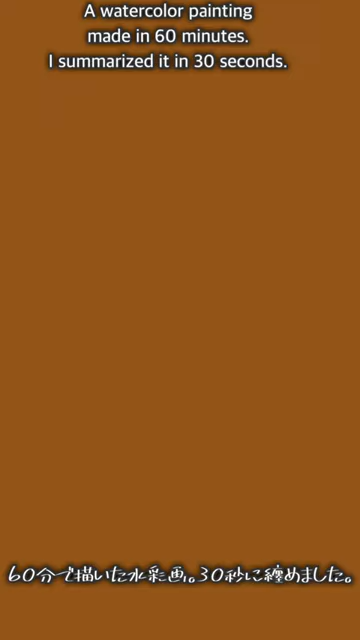 A watercolor painting
made in 60 minutes.
I summarized it in 30 seconds.
60分で描いた水彩画。30秒に纏めました。